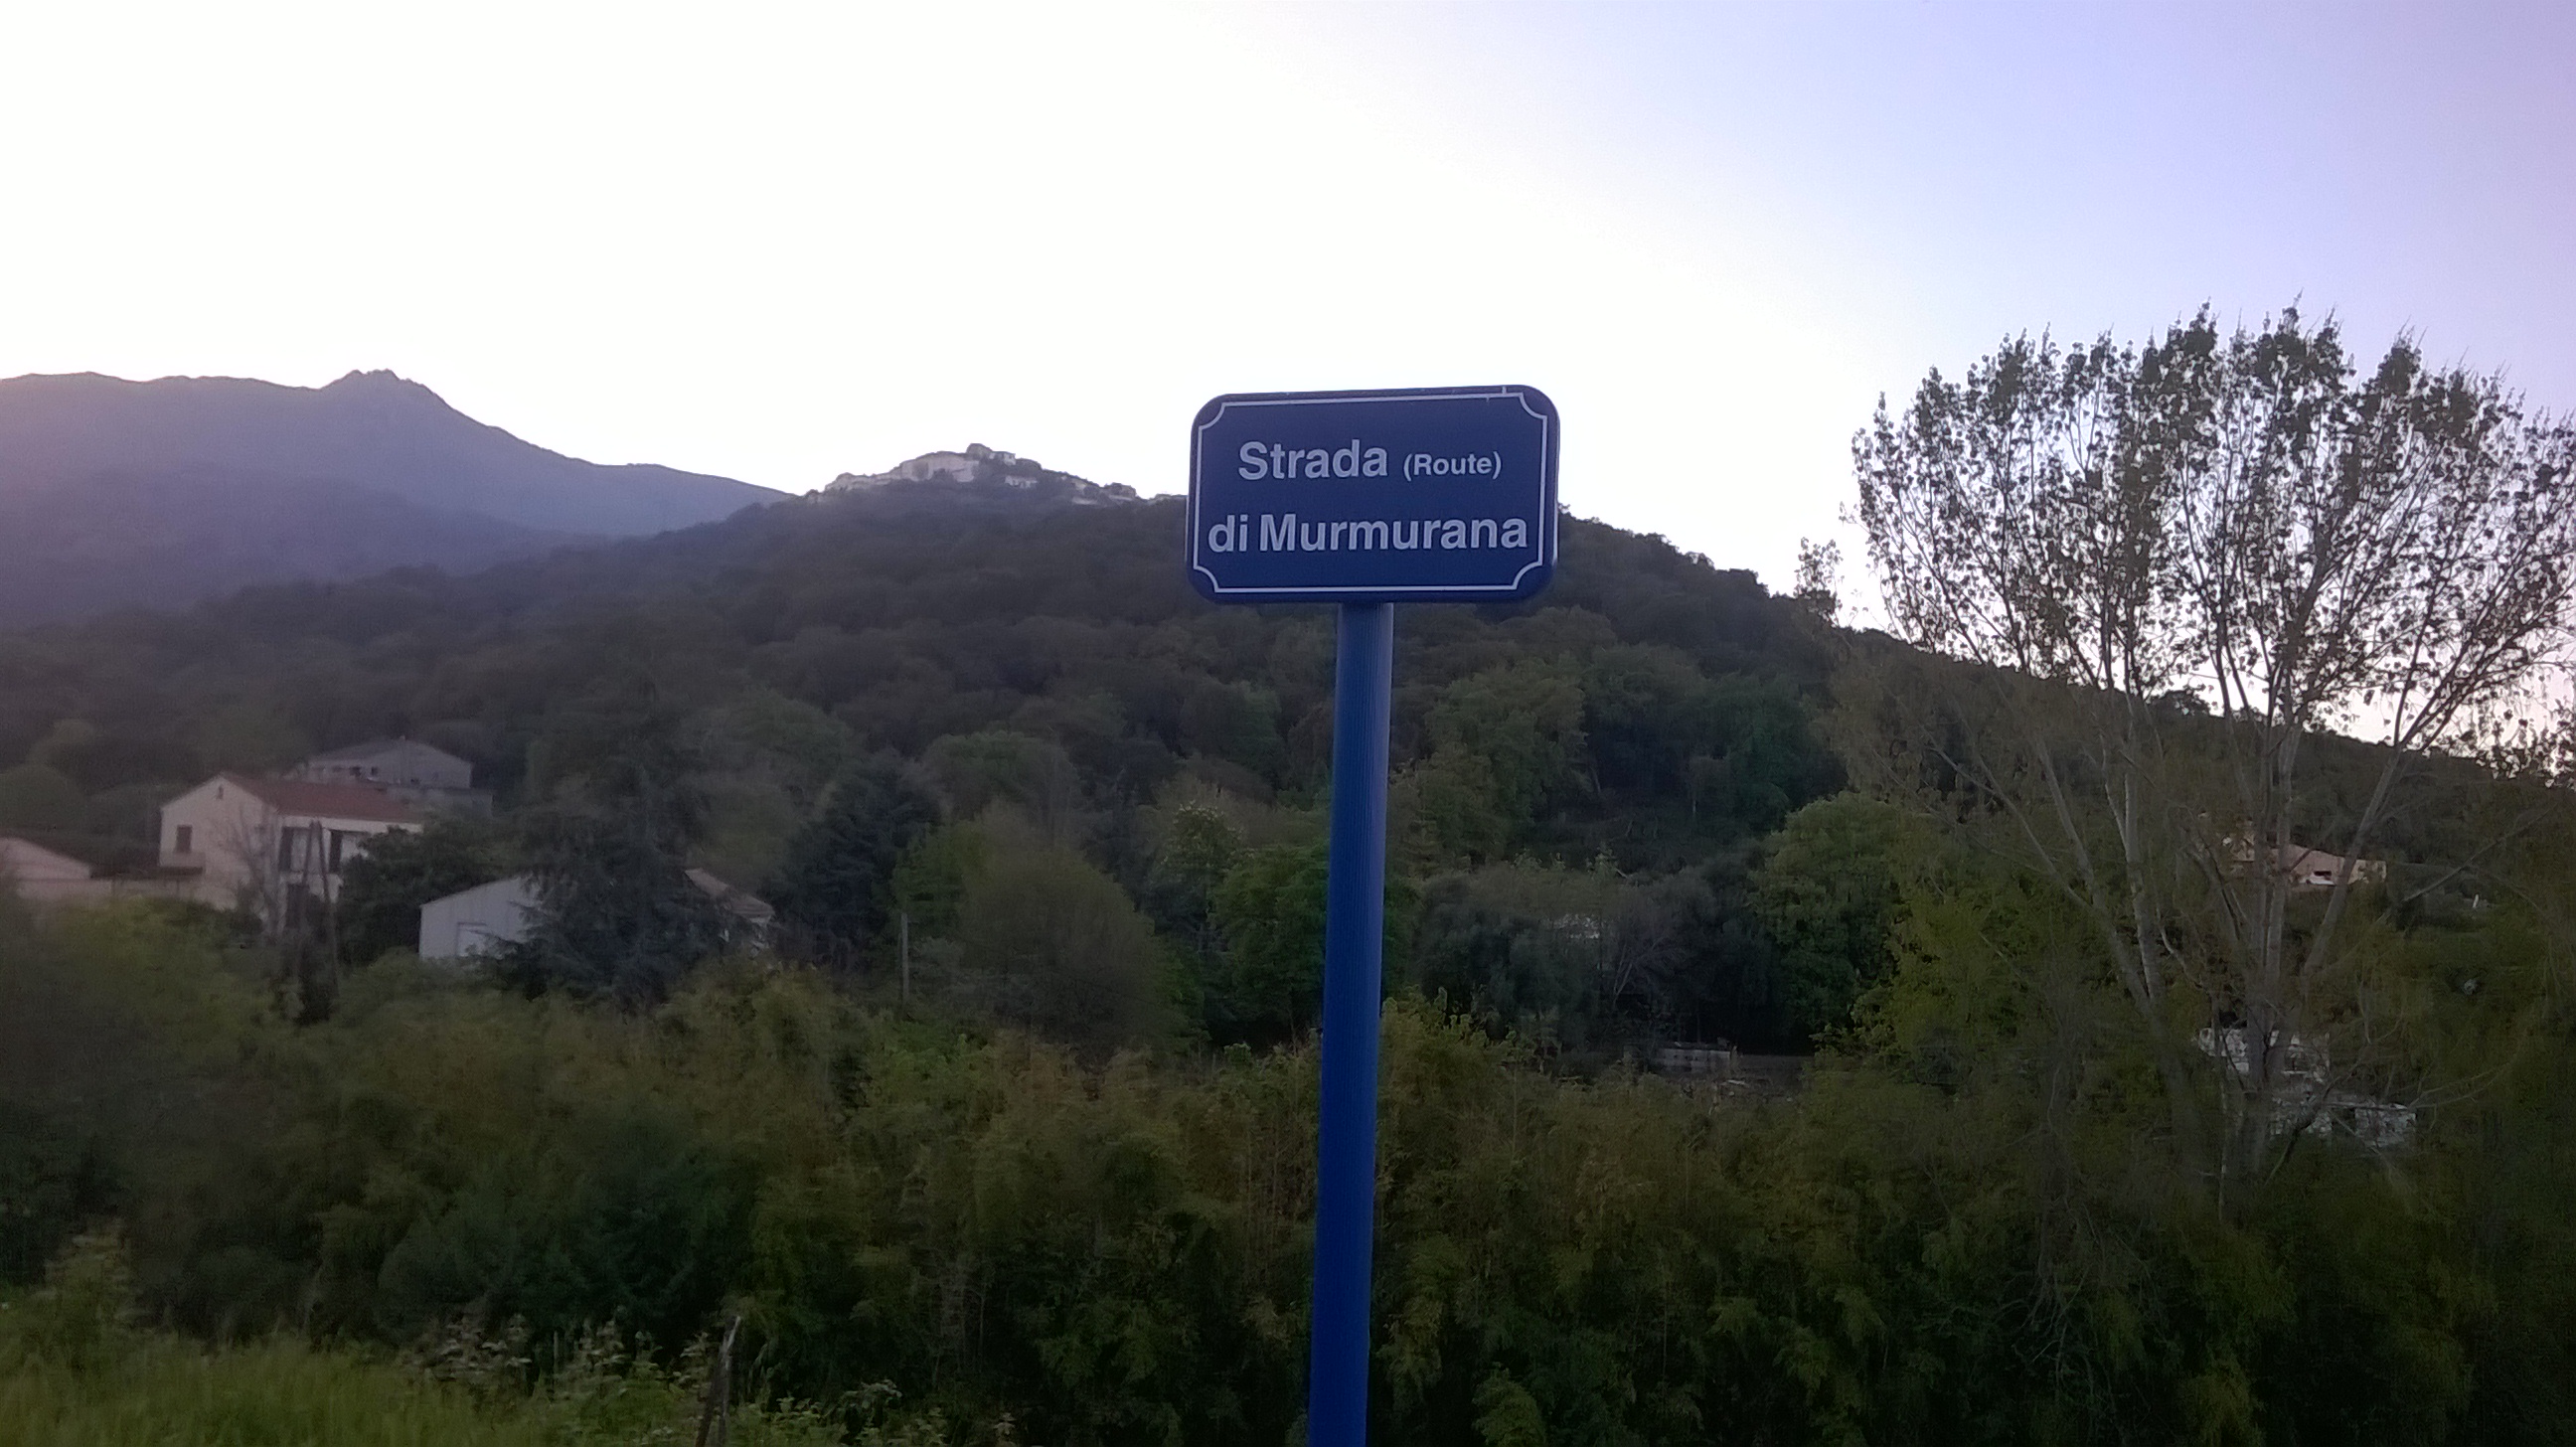 Strada (Route)
di Murmurana